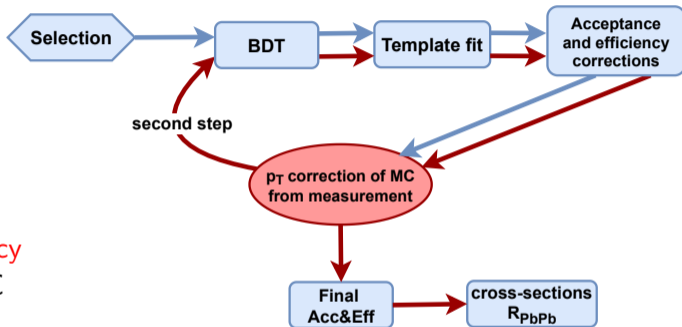 Selection
BDT
Template fit
Acceptance
and efficiency
corrections
second step
pT correction of MC
from measurement
cy
Final
Acc&Eff
cross-sections
RPbPb